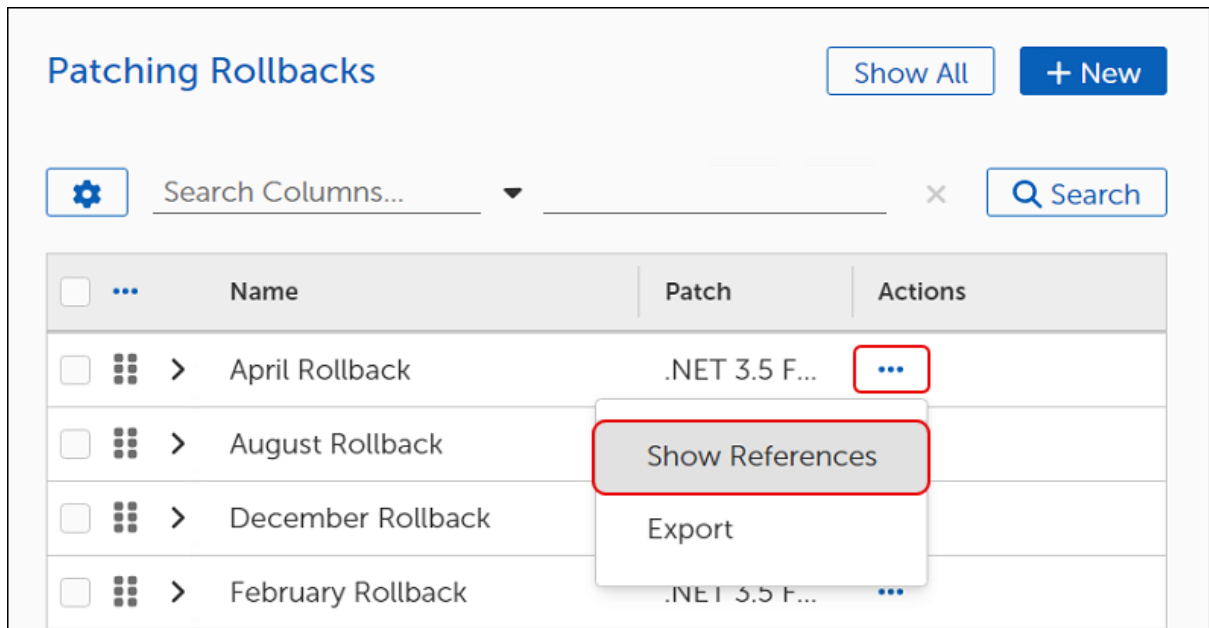 Patching Rollbacks Show All + New
Search Columns... Search
Name Patch Actions
April Rollback .NET 3.5 F...
August Rollback
Show References
December Rollback
Export
February Rollback .NET 3.5 F...